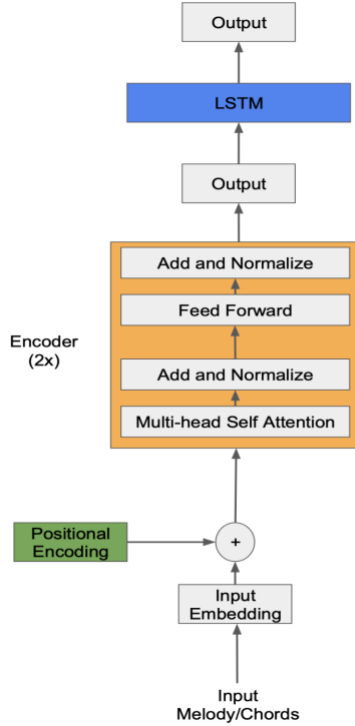 Output
LSTM
Output
Add and Normalize
Feed Forward
Encoder
(2x)
Add and Normalize
Multi-head Self Attention
Positional
Encoding
+
Input
Embedding
Input
Melody/Chords